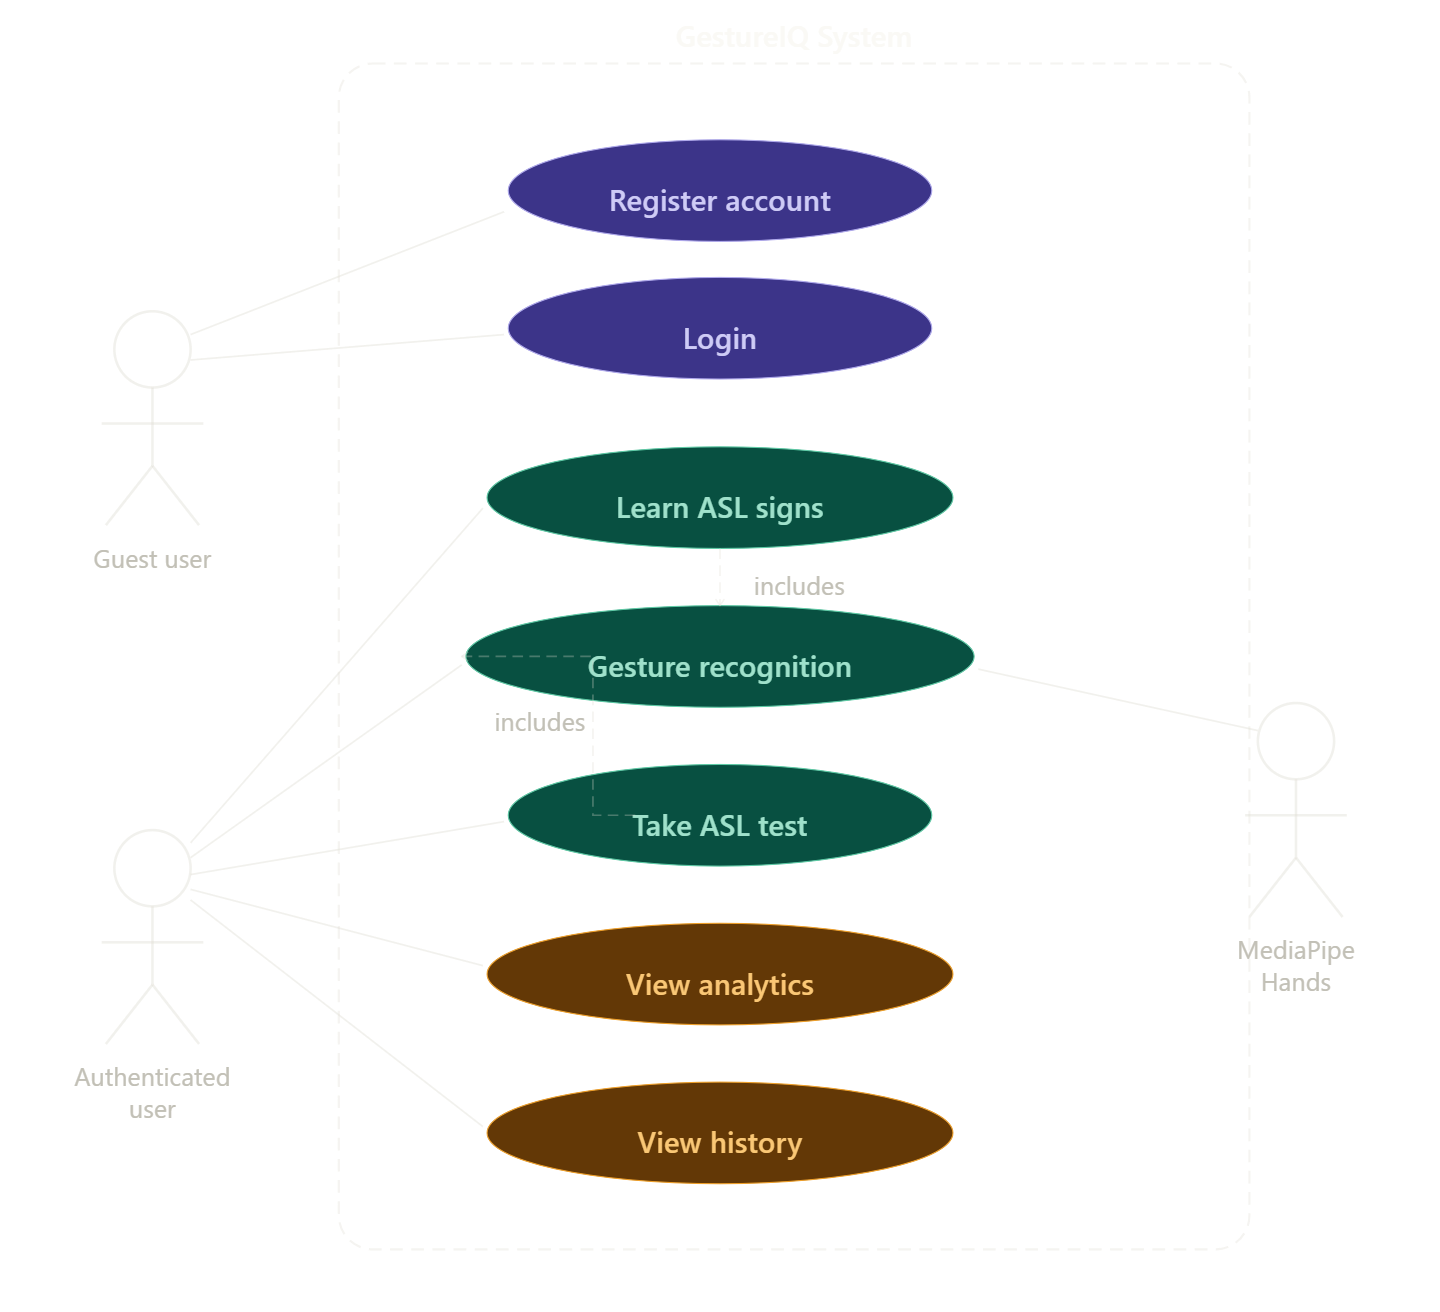 GestureIQ System
Register account
Login
Guest user
Learn ASL signs
includes
Gesture recognition
includes
Take ASL test
MediaPipe
Hands
View analytics
Authenticated
user
View history